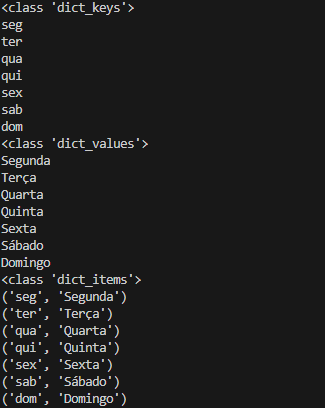 <class 'dict_keys'>
seg
ter
qua
qui
sex
sab
dom
<class 'dict_values'>
Segunda
Terça
Quarta
Quinta
Sexta
Sábado
Domingo
<class 'dict_items'>
('seg', 'Segunda')
('ter', 'Terça')
('qua', 'Quarta')
('qui', 'Quinta')
('sex', 'Sexta')
('sab', 'Sábado')
('dom', 'Domingo')